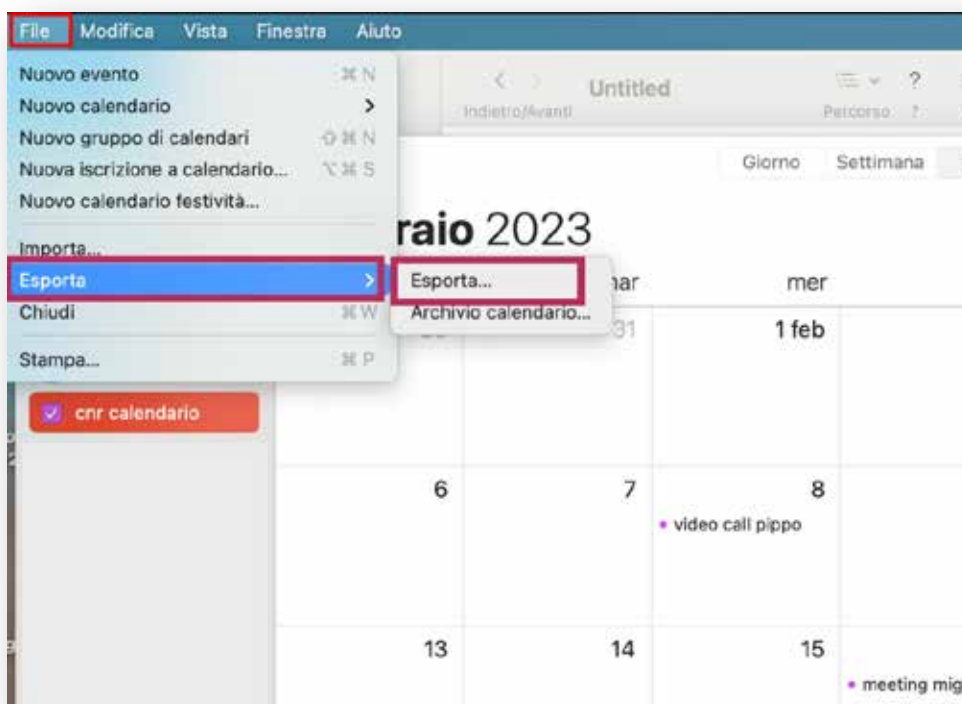 File Modifica Vista Finestra Aiuto
Nuovo evento ⌘ N
Nuovo calendario >
Nuovo gruppo di calendari ⇧ ⌘ N
Nuova iscrizione a calendario... ⌥ ⌘ S
Nuovo calendario festività...
Importa...
Esporta >
Chiudi ⌘ W
Stampa... ⌘ P
Esporta...
Archivio calendario...
< > Untitled ?
Indietro/Avanti Percorso ?
Giorno Settimana
raio 2023
mar mer
31 1 feb
cnr calendario
6 7 8
• video call pippo
13 14 15
• meeting mig